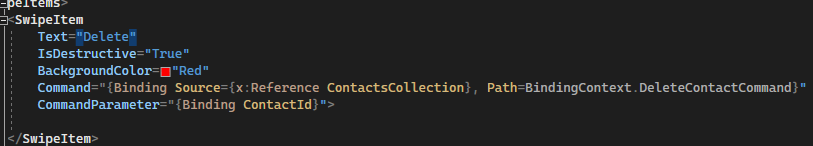 peItems>
<SwipeItem
Text="Delete"
IsDestructive="True"
BackgroundColor="Red"
Command="{Binding Source={x:Reference ContactsCollection}, Path=BindingContext.DeleteContactCommand}"
CommandParameter="{Binding ContactId}">
</SwipeItem>